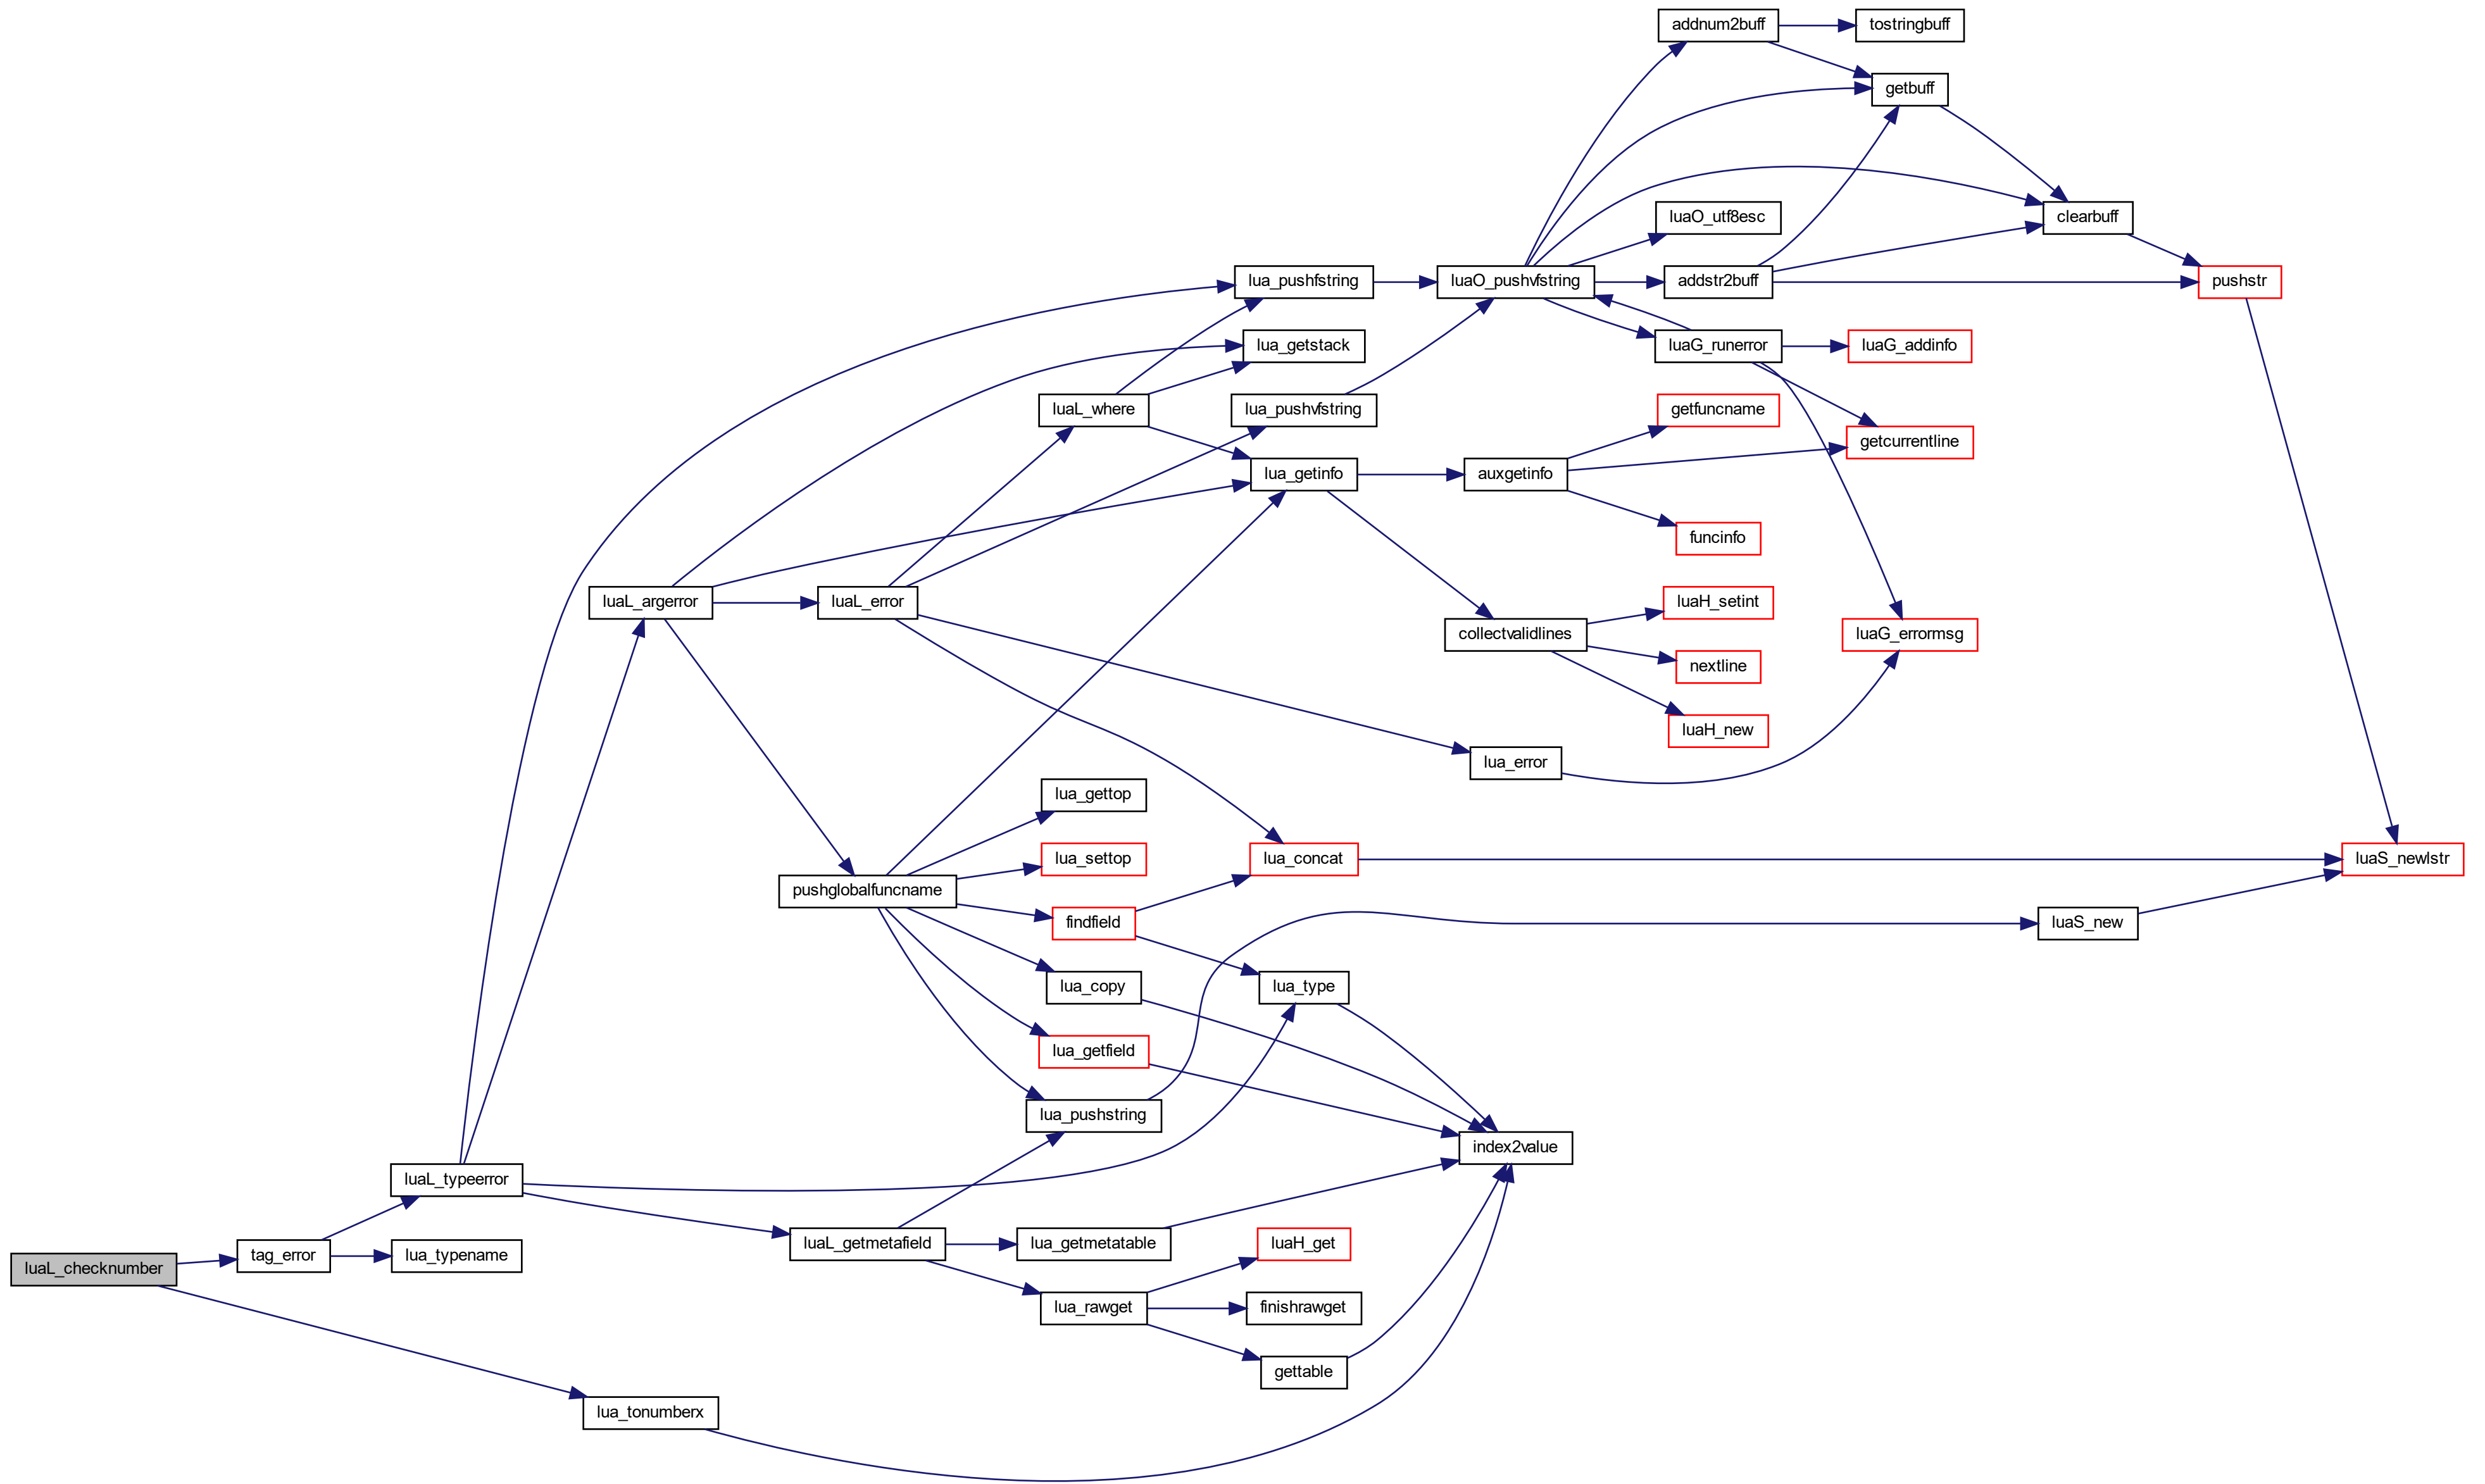 addnum2buff
tostringbuff
getbuff
luaO_utf8esc
clearbuff
lua_pushfstring
luaO_pushvfstring
addstr2buff
pushstr
lua_getstack
luaG_runerror
luaG_addinfo
luaL_where
lua_pushvfstring
getfuncname
getcurrentline
lua_getinfo
auxgetinfo
funcinfo
luaL_argerror
luaL_error
luaH_setint
collectvalidlines
luaG_errormsg
nextline
luaH_new
lua_error
lua_gettop
lua_settop
lua_concat
luaS_newlstr
pushglobalfuncname
findfield
luaS_new
lua_copy
lua_type
lua_getfield
lua_pushstring
index2value
luaL_typeerror
luaL_getmetafield
lua_getmetatable
luaH_get
tag_error
lua_typename
luaL_checknumber
lua_rawget
finishrawget
gettable
lua_tonumberx